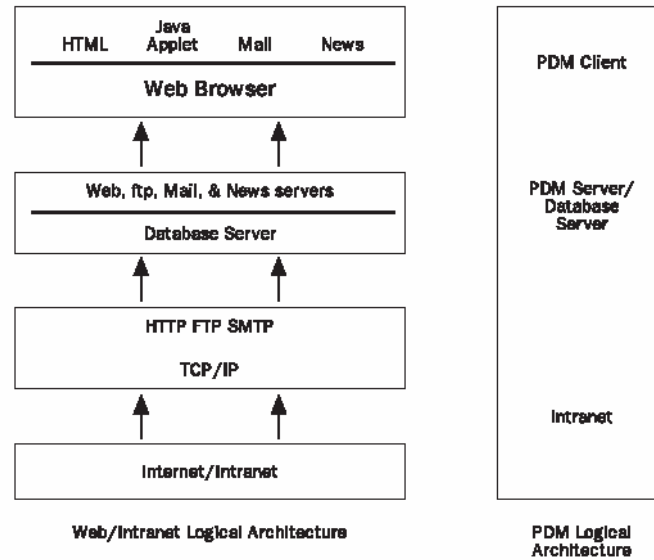 Java
HTML Applet Mail News
Web Browser
Web, ftp, Mail, & News servers
Database Server
HTTP FTP SMTP
TCP/IP
Internet/Intranet
Web/Intranet Logical Architecture
PDM Client
PDM Server/
Database
Server
Intranet
PDM Logical
Architecture